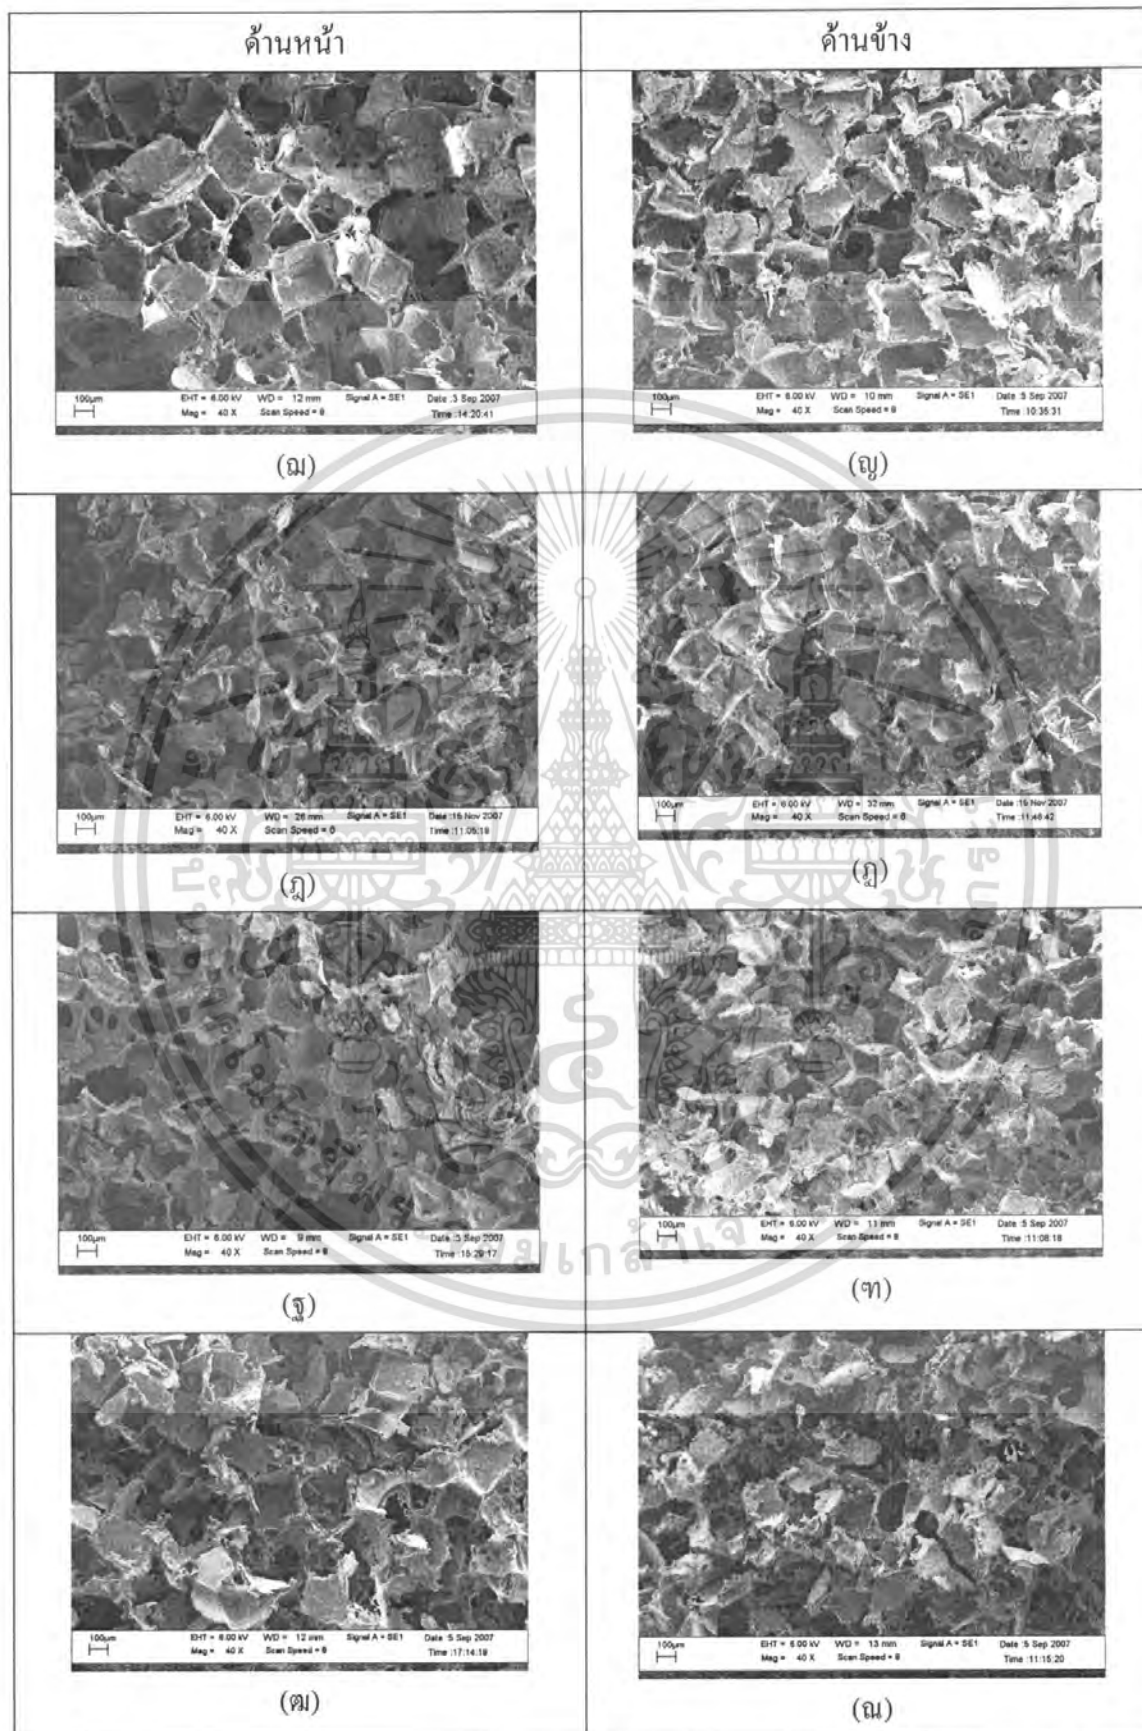 ด้านหน้า
ด้านข้าง
100µm EHT = 6.00 kV WD = 12 mm Signal A = SE1 Date :3 Sep 2007
Mag = 40 X Scan Speed = 8 Time :14:20:41
100µm EHT = 6.00 kV WD = 10 mm Signal A = SE1 Date :5 Sep 2007
Mag = 40 X Scan Speed = 8 Time :10:35:31
(ฌ)
(ญ)
100µm EHT = 6.00 kV WD = 26 mm Signal A = SE1 Date :15 Nov 2007
Mag = 40 X Scan Speed = 6 Time :11:05:18
100µm EHT = 6.00 kV WD = 32 mm Signal A = SE1 Date :15 Nov 2007
Mag = 40 X Scan Speed = 6 Time :11:46:42
(ฎ)
(ฏ)
100µm EHT = 6.00 kV WD = 9 mm Signal A = SE1 Date :3 Sep 2007
Mag = 40 X Scan Speed = 8 Time :15:29:17
100µm EHT = 6.00 kV WD = 11 mm Signal A = SE1 Date :5 Sep 2007
Mag = 40 X Scan Speed = 8 Time :11:08:18
(ฐ)
(ฑ)
100µm EHT = 6.00 kV WD = 12 mm Signal A = SE1 Date :5 Sep 2007
Mag = 40 X Scan Speed = 8 Time :17:14:18
100µm EHT = 6.00 kV WD = 13 mm Signal A = SE1 Date :5 Sep 2007
Mag = 40 X Scan Speed = 8 Time :11:15:20
(ฒ)
(ณ)